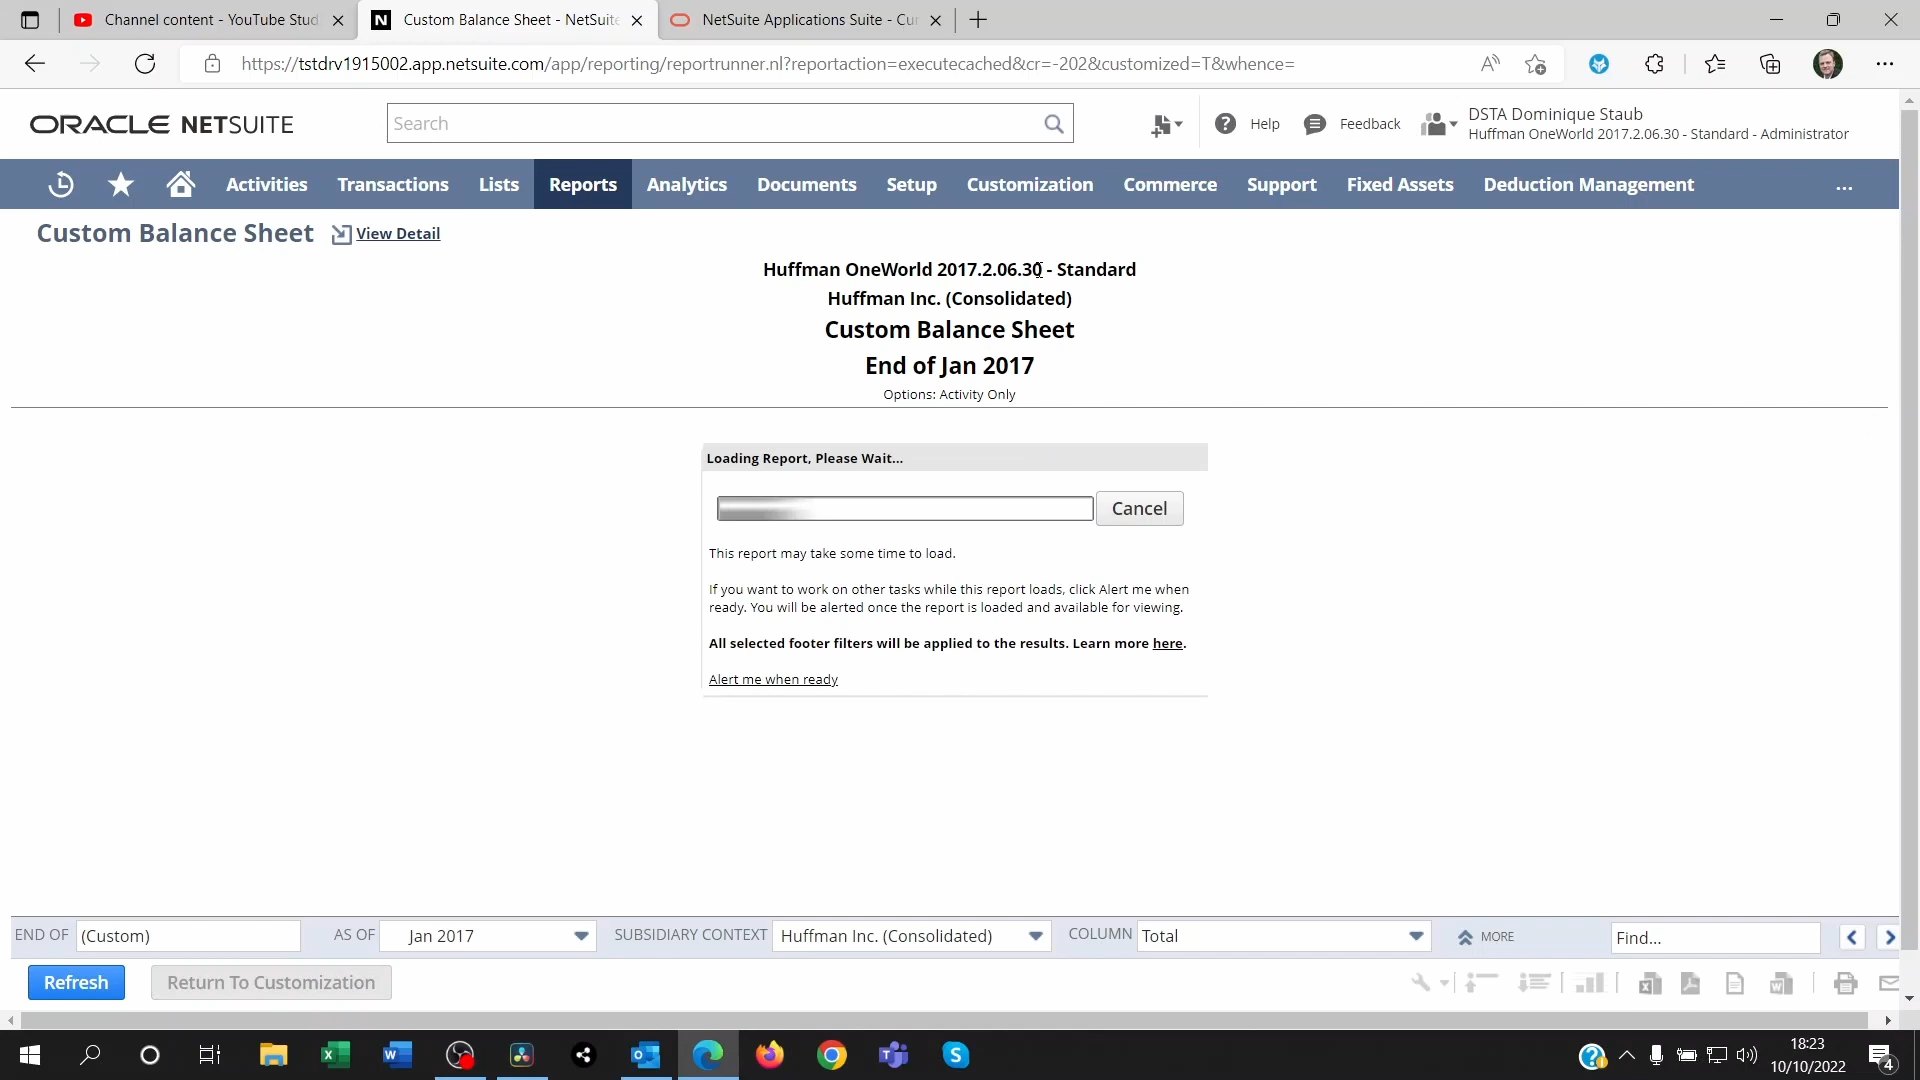 Channel content - YouTube Stud
Custom Balance Sheet - NetSuite
NetSuite Applications Suite - Cur
https://tstdrv1915002.app.netsuite.com/app/reporting/reportrunner.nl?reportaction=executecached&cr=-202&customized=T&whence=
ORACLE NETSUITE
Search
Help
Feedback
DSTA Dominique Staub
Huffman OneWorld 2017.2.06.30 - Standard - Administrator
Activities
Transactions
Lists
Reports
Analytics
Documents
Setup
Customization
Commerce
Support
Fixed Assets
Deduction Management
...
Custom Balance Sheet
View Detail
Huffman OneWorld 2017.2.06.30 - Standard
Huffman Inc. (Consolidated)
Custom Balance Sheet
End of Jan 2017
Options: Activity Only
Loading Report, Please Wait...
Cancel
This report may take some time to load.
If you want to work on other tasks while this report loads, click Alert me when
ready. You will be alerted once the report is loaded and available for viewing.
All selected footer filters will be applied to the results. Learn more here.
Alert me when ready
END OF
(Custom)
AS OF
Jan 2017
SUBSIDIARY CONTEXT
Huffman Inc. (Consolidated)
COLUMN
Total
MORE
Find...
Refresh
Return To Customization
18:23
10/10/2022
4